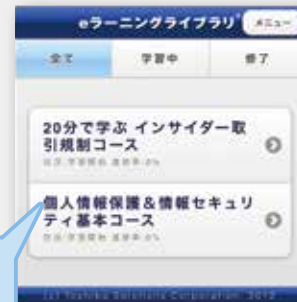 eラーニングライブラリ メニュー
全て 学習中 修了
20分で学ぶ インサイダー取
引規制コース
個人情報保護&情報セキュリ
ティ基本コース
(c) Toshiba Solutions Corporation, 2012